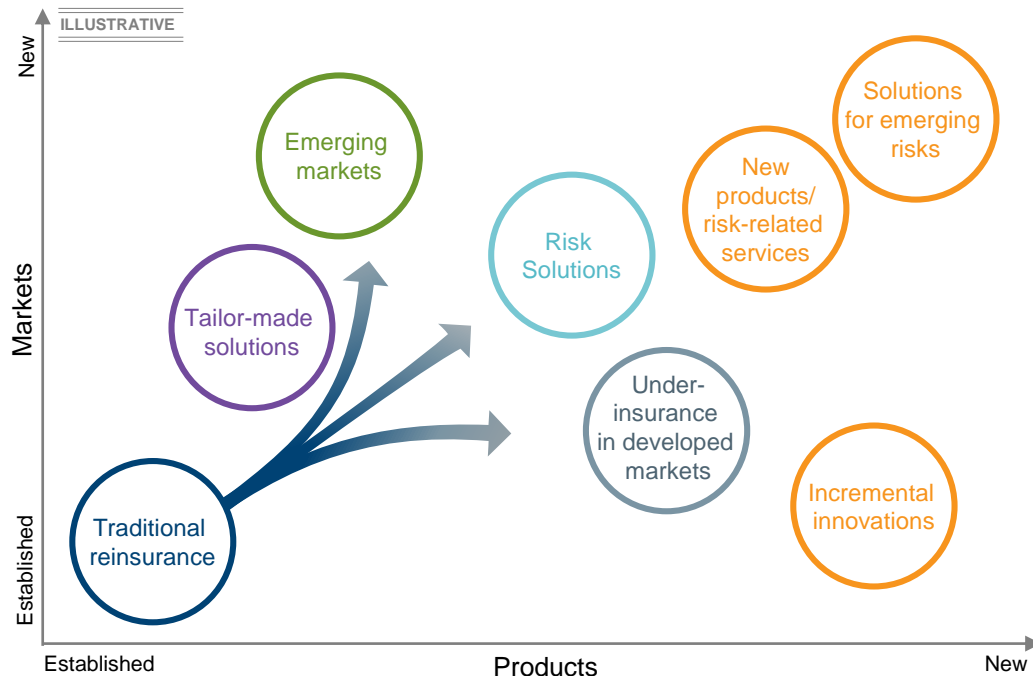 ILLUSTRATIVE
New
Markets
Established
Solutions
for emerging
risks
Emerging
markets
New
products/
risk-related
services
Risk
Solutions
Tailor-made
solutions
Under-
insurance
in developed
markets
Incremental
innovations
Traditional
reinsurance
Established
Products
New